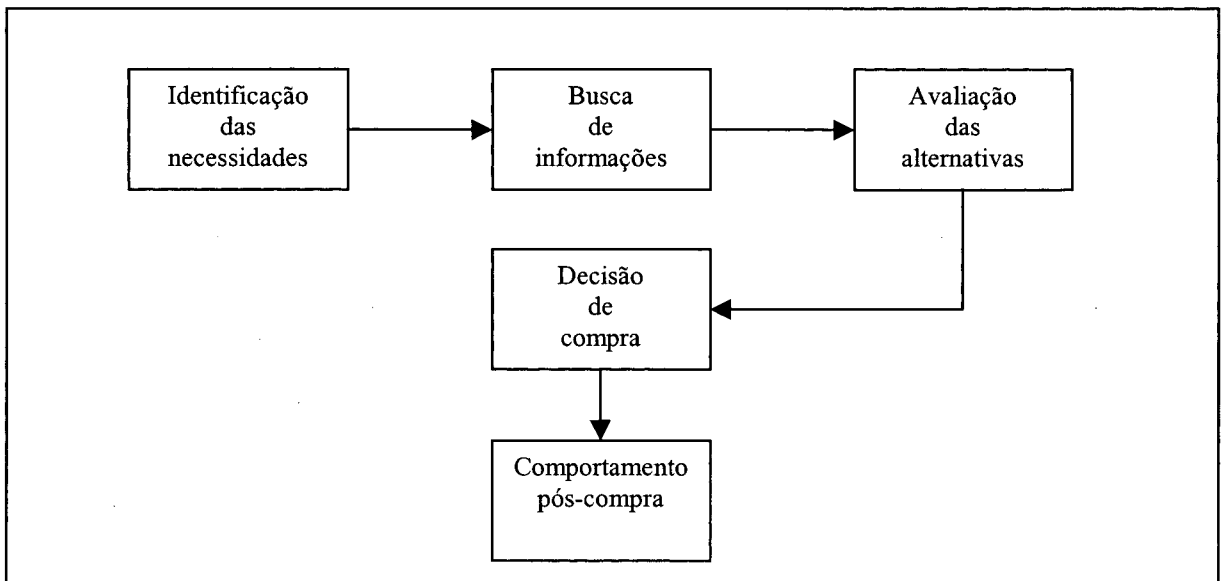 Identificação
das
necessidades
Busca
de
informações
Avaliação
das
alternativas
Decisão
de
compra
Comportamento
pós-compra